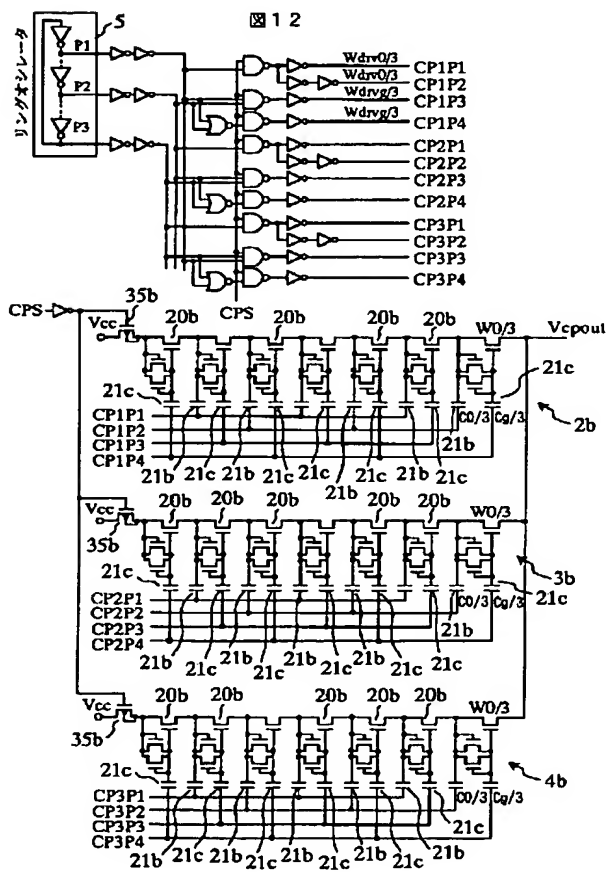 図12
5
リングオシレータ
P1
P2
P3
Wdrv0/3
CP1P1
Wdrv0/3
CP1P2
Wdrvg/3
CP1P3
Wdrvg/3
CP1P4
CP2P1
CP2P2
CP2P3
CP2P4
CP3P1
CP3P2
CP3P3
CP3P4
CPS
CPS
35b
Vcc
20b 20b 20b 20b W0/3 Vcpout
21c 21c
CP1P1
CP1P2
CP1P3
CP1P4
C0/3 Cg/3
21b 21c 21b 21c 21b 21c 21b 21c 21b
2b
Vcc
35b
20b 20b 20b 20b 20b W0/3
21c 21c
CP2P1
CP2P2
CP2P3
CP2P4
C0/3 Cg/3
21b 21c 21b 21c 21b 21c 21b 21c 21b
3b
Vcc
35b
20b 20b 20b 20b 20b W0/3
21c
CP3P1
CP3P2
CP3P3
CP3P4
C0/3 Cg/3
21b 21c 21b 21c 21b 21c 21b 21c
21c
4b